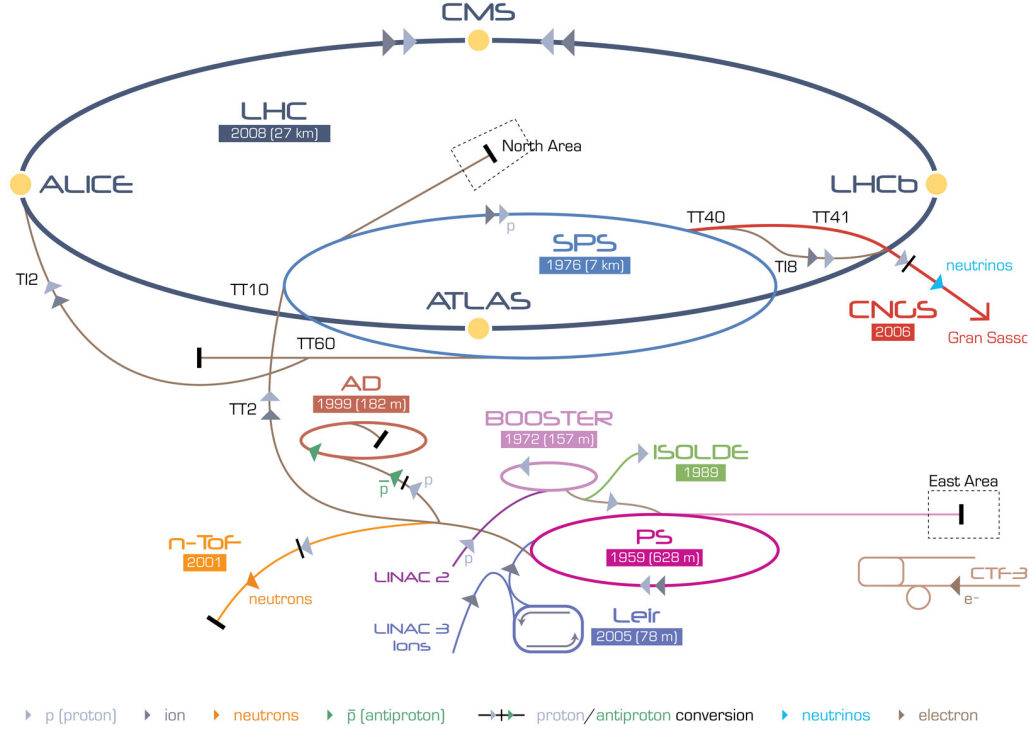 CMS
LHC
2008 (27 km)
North Area
ALICE
LHCb
TT40
TT41
p
SPS
1976 (7 km)
TI8
neutrinos
TI2
TT10
ATLAS
CNGS
2006
Gran Sasso
TT60
AD
1999 (182 m)
TT2
BOOSTER
1972 (157 m)
ISOLDE
1989
p̅
p
East Area
n-ToF
2001
PS
1959 (628 m)
p
LINAC 2
neutrons
CTF-3
e-
LINAC 3
Ions
Leir
2005 (78 m)
p (proton)
ion
neutrons
p̅ (antiproton)
proton/antiproton conversion
neutrinos
electron